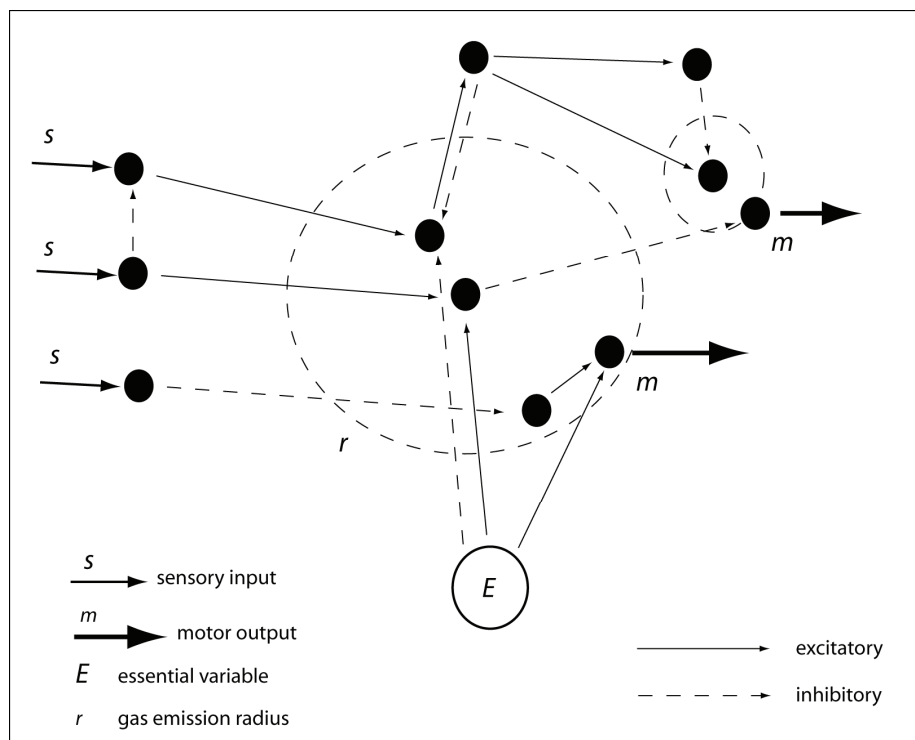 s
s
m
s
m
r
E
s
sensory input
m
motor output
excitatory
E essential variable
inhibitory
r gas emission radius